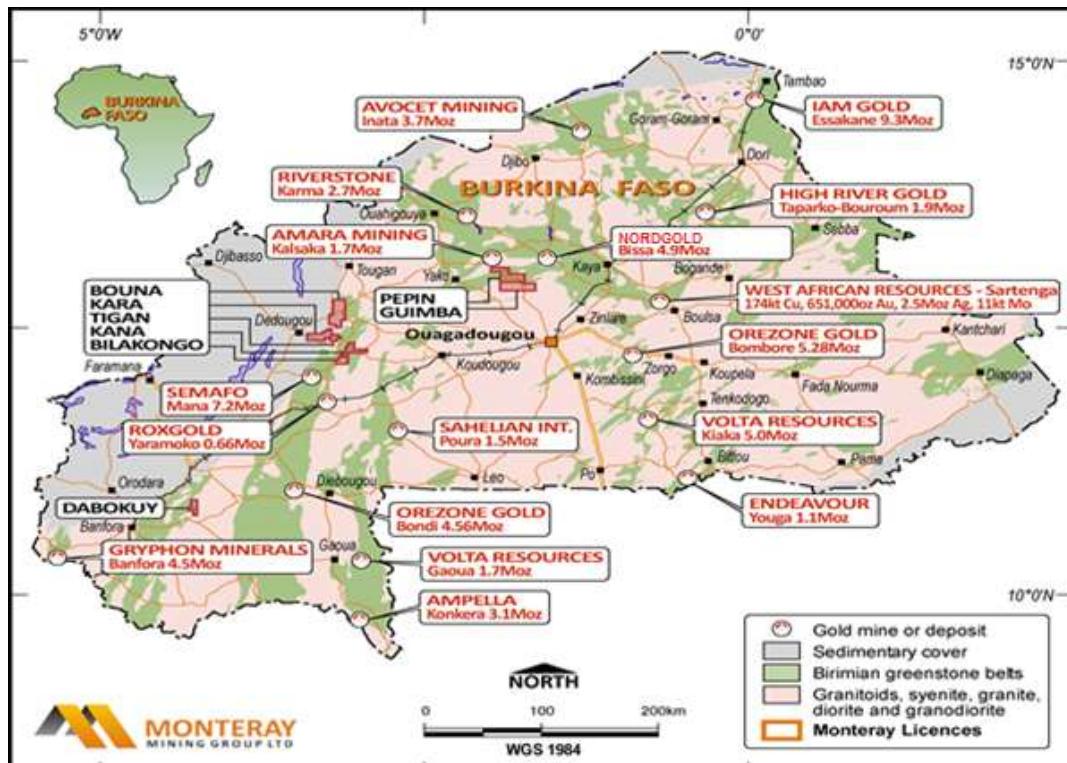 5°0'W
0°0'
15°0'N
BURKINA
FASO
Tambao
AVOCET MINING
Inata 3.7Moz
IAM GOLD
Essakane 9.3Moz
Goram-Goram
Djibo
Dori
RIVERSTONE
Karma 2.7Moz
BURKINA FASO
HIGH RIVER GOLD
Taparko-Bouroum 1.9Moz
Ouahigouya
Sebba
AMARA MINING
Kalsaka 1.7Moz
NORDGOLD
Bissa 4.9Moz
Djibasso
Tougan
Yako
Kaya
Bogande
BOUNA
KARA
TIGAN
KANA
BILAKONGO
PEPIN
GUIMBA
WEST AFRICAN RESOURCES - Sartenga
174kt Cu, 651,000oz Au, 2.5Moz Ag, 11kt Mo
Dedougou
Ouagadougou
Ziniare
Boulsa
Kantchari
OREZONE GOLD
Bombore 5.28Moz
Faramana
Koudougou
Zorgo
Koupela
Kombissiri
Fada Nourma
Diapaga
SEMAFO
Mana 7.2Moz
Tenkodogo
ROXGOLD
Yaramoko 0.66Moz
SAHELIAN INT.
Poura 1.5Moz
VOLTA RESOURCES
Kiaka 5.0Moz
Bittou
Pama
Po
Leo
Orodara
Diebougou
DABOKUY
OREZONE GOLD
Bondi 4.56Moz
ENDEAVOUR
Youga 1.1Moz
Banfora
GRYPHON MINERALS
Banfora 4.5Moz
Gaoua
VOLTA RESOURCES
Gaoua 1.7Moz
10°0'N
AMPELLA
Konkera 3.1Moz
Gold mine or deposit
Sedimentary cover
Birimian greenstone belts
Granitoids, syenite, granite,
diorite and granodiorite
Monteray Licences
NORTH
0 100 200km
WGS 1984
MONTERAY
MINING GROUP LTD